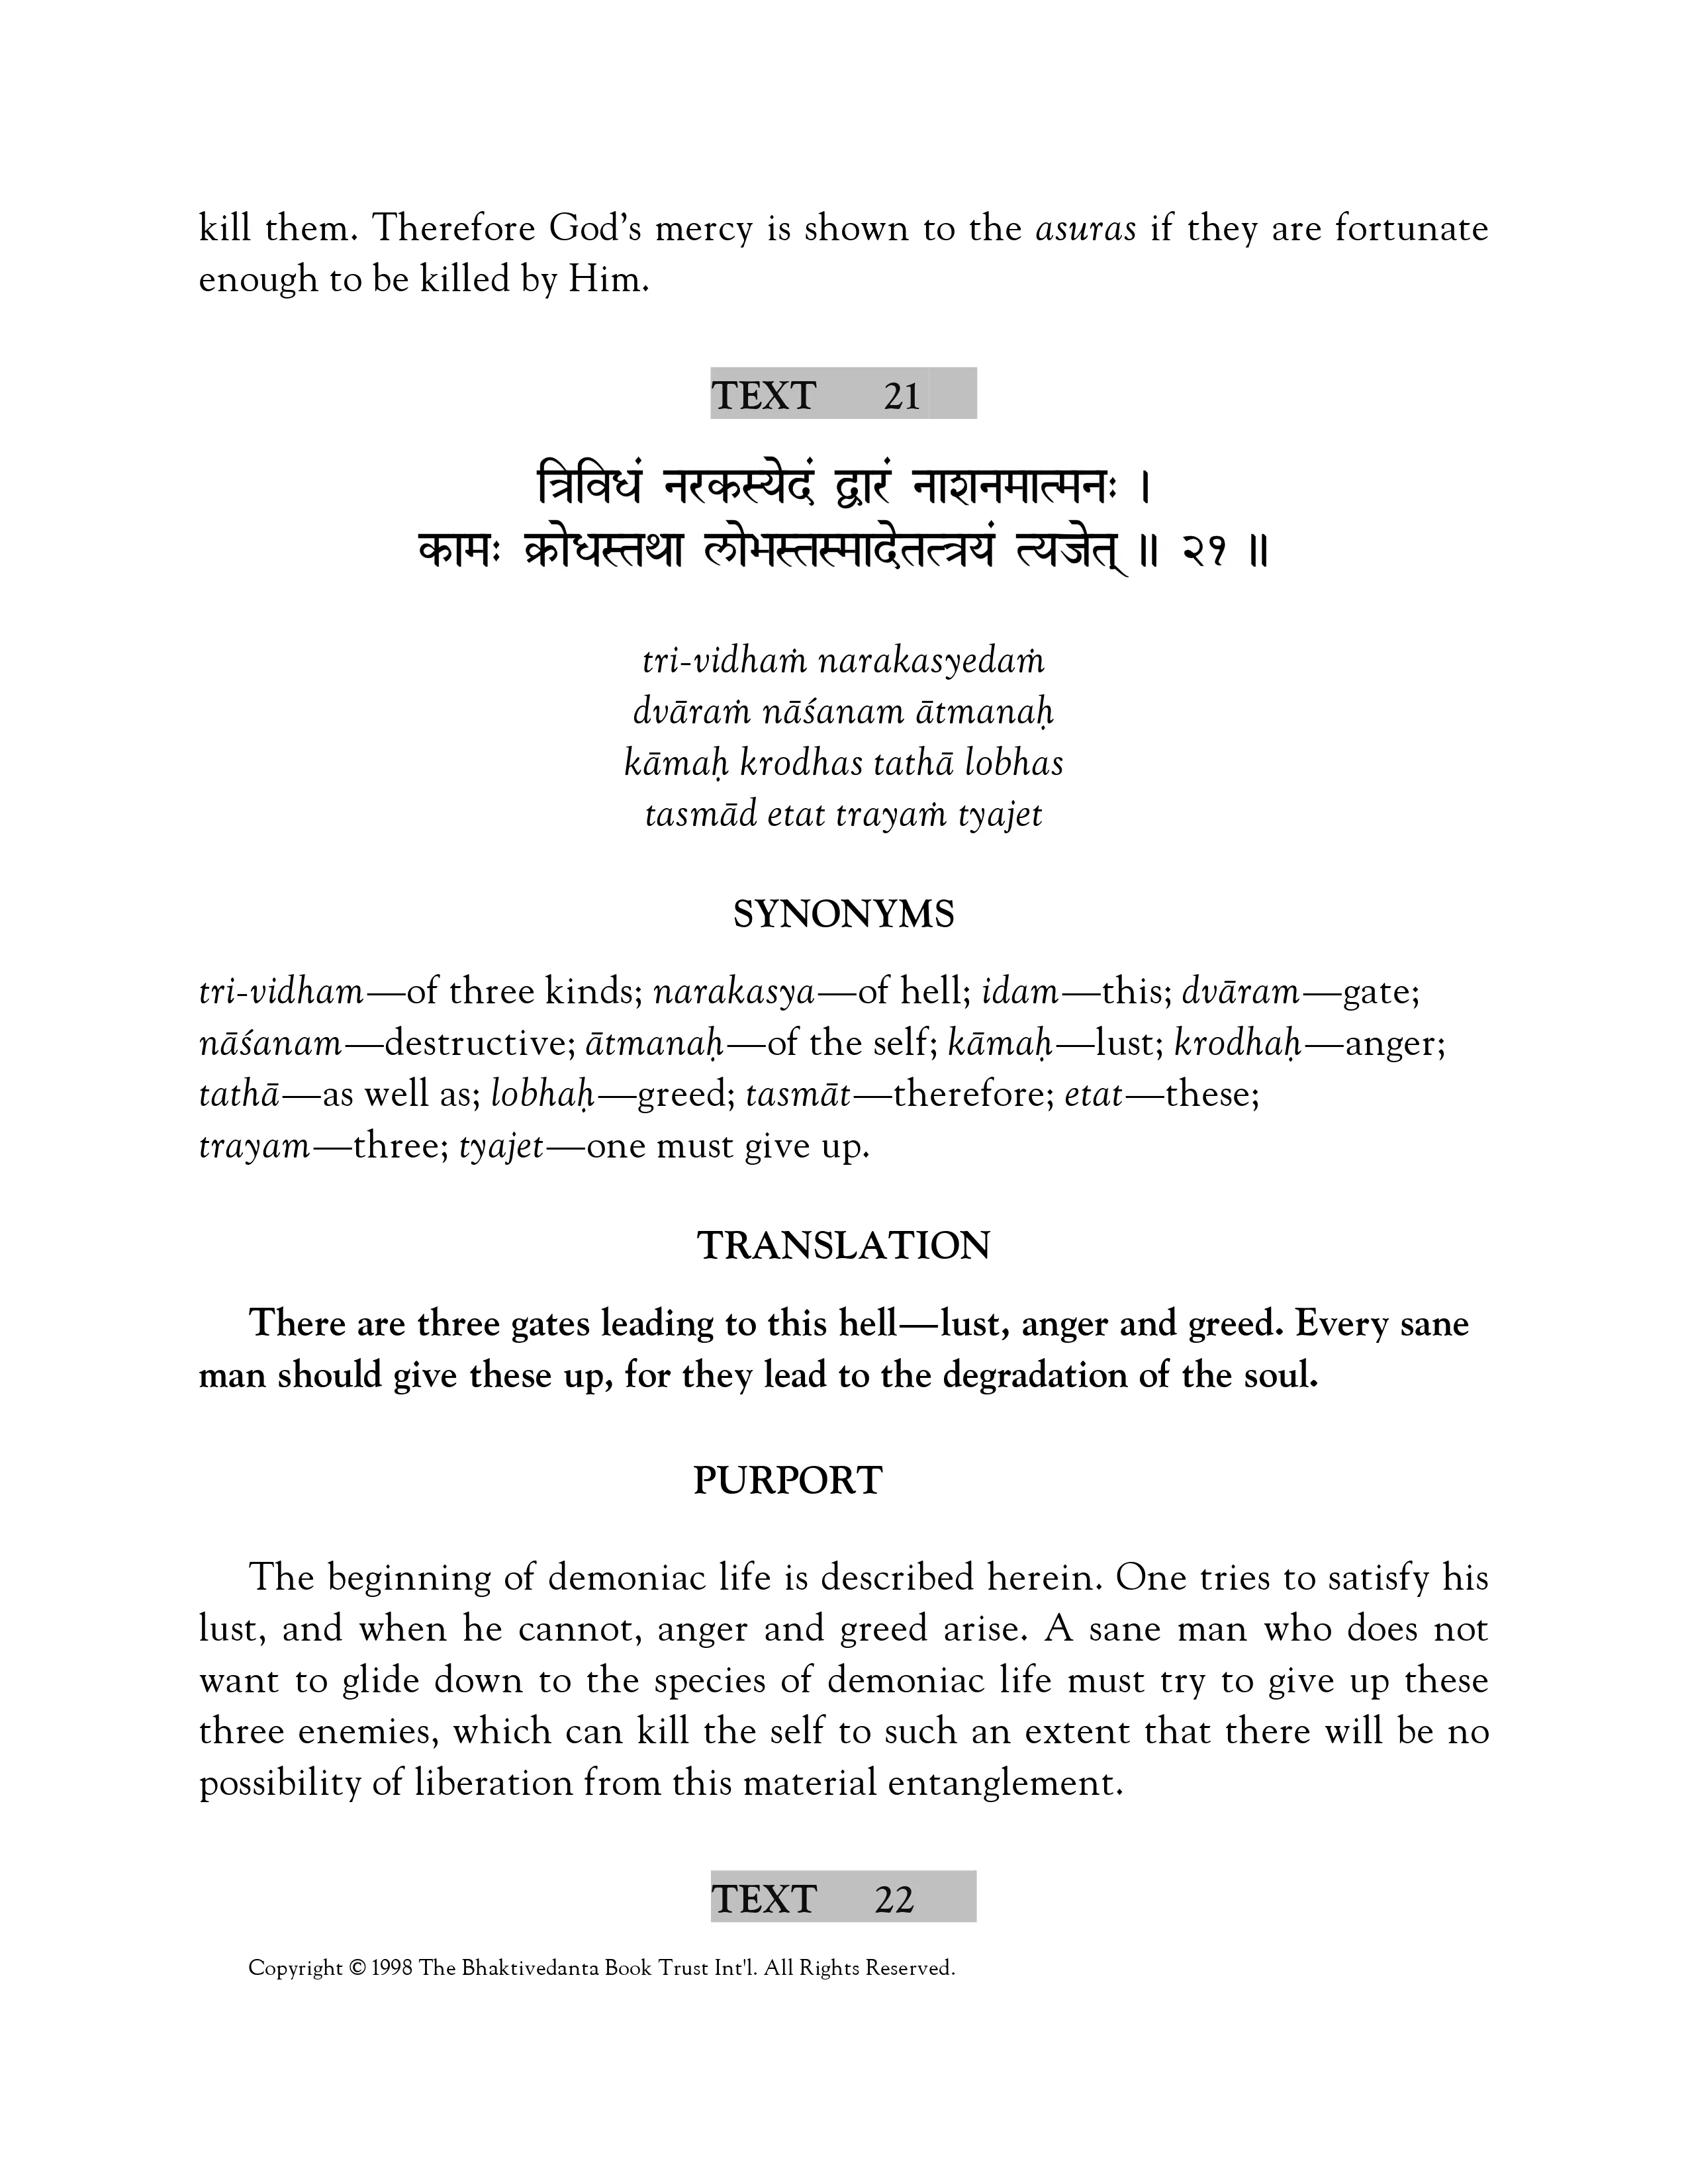 kill them. Therefore God's mercy is shown to the asuras if they are fortunate
enough to be killed by Him.
TEXT 21
त्रिविधं नरकस्येदं द्वारं नाशनमात्मनः ।
कामः क्रोधस्तथा लोभस्तस्मादेतत्त्रयं त्यजेत् ॥ २१ ॥
tri-vidhaṁ narakasyedaṁ
dvāraṁ nāśanam ātmanaḥ
kāmaḥ krodhas tathā lobhas
tasmād etat trayaṁ tyajet
SYNONYMS
tri-vidham—of three kinds; narakasya—of hell; idam—this; dvāram—gate;
nāśanam—destructive; ātmanaḥ—of the self; kāmaḥ—lust; krodhaḥ—anger;
tathā—as well as; lobhaḥ—greed; tasmāt—therefore; etat—these;
trayam—three; tyajet—one must give up.
TRANSLATION
There are three gates leading to this hell—lust, anger and greed. Every sane
man should give these up, for they lead to the degradation of the soul.
PURPORT
The beginning of demoniac life is described herein. One tries to satisfy his
lust, and when he cannot, anger and greed arise. A sane man who does not
want to glide down to the species of demoniac life must try to give up these
three enemies, which can kill the self to such an extent that there will be no
possibility of liberation from this material entanglement.
TEXT 22
Copyright © 1998 The Bhaktivedanta Book Trust Int'l. All Rights Reserved.